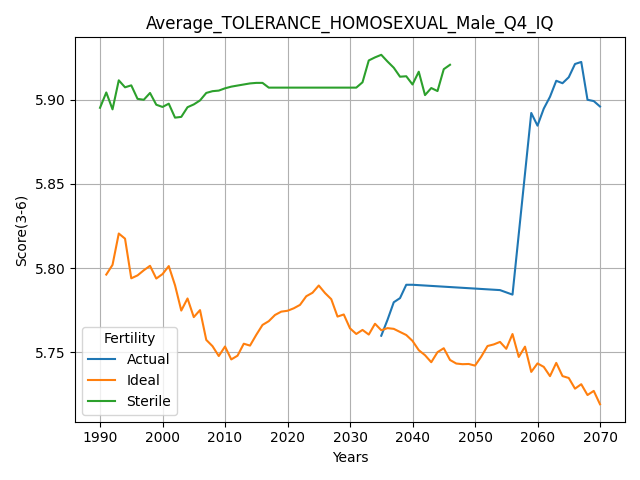 Average_TOLERANCE_HOMOSEXUAL_Male_Q4_IQ
Score(3-6)
5.90
5.85
5.80
5.75
Fertility
Actual
Ideal
Sterile
1990 2000 2010 2020 2030 2040 2050 2060 2070
Years